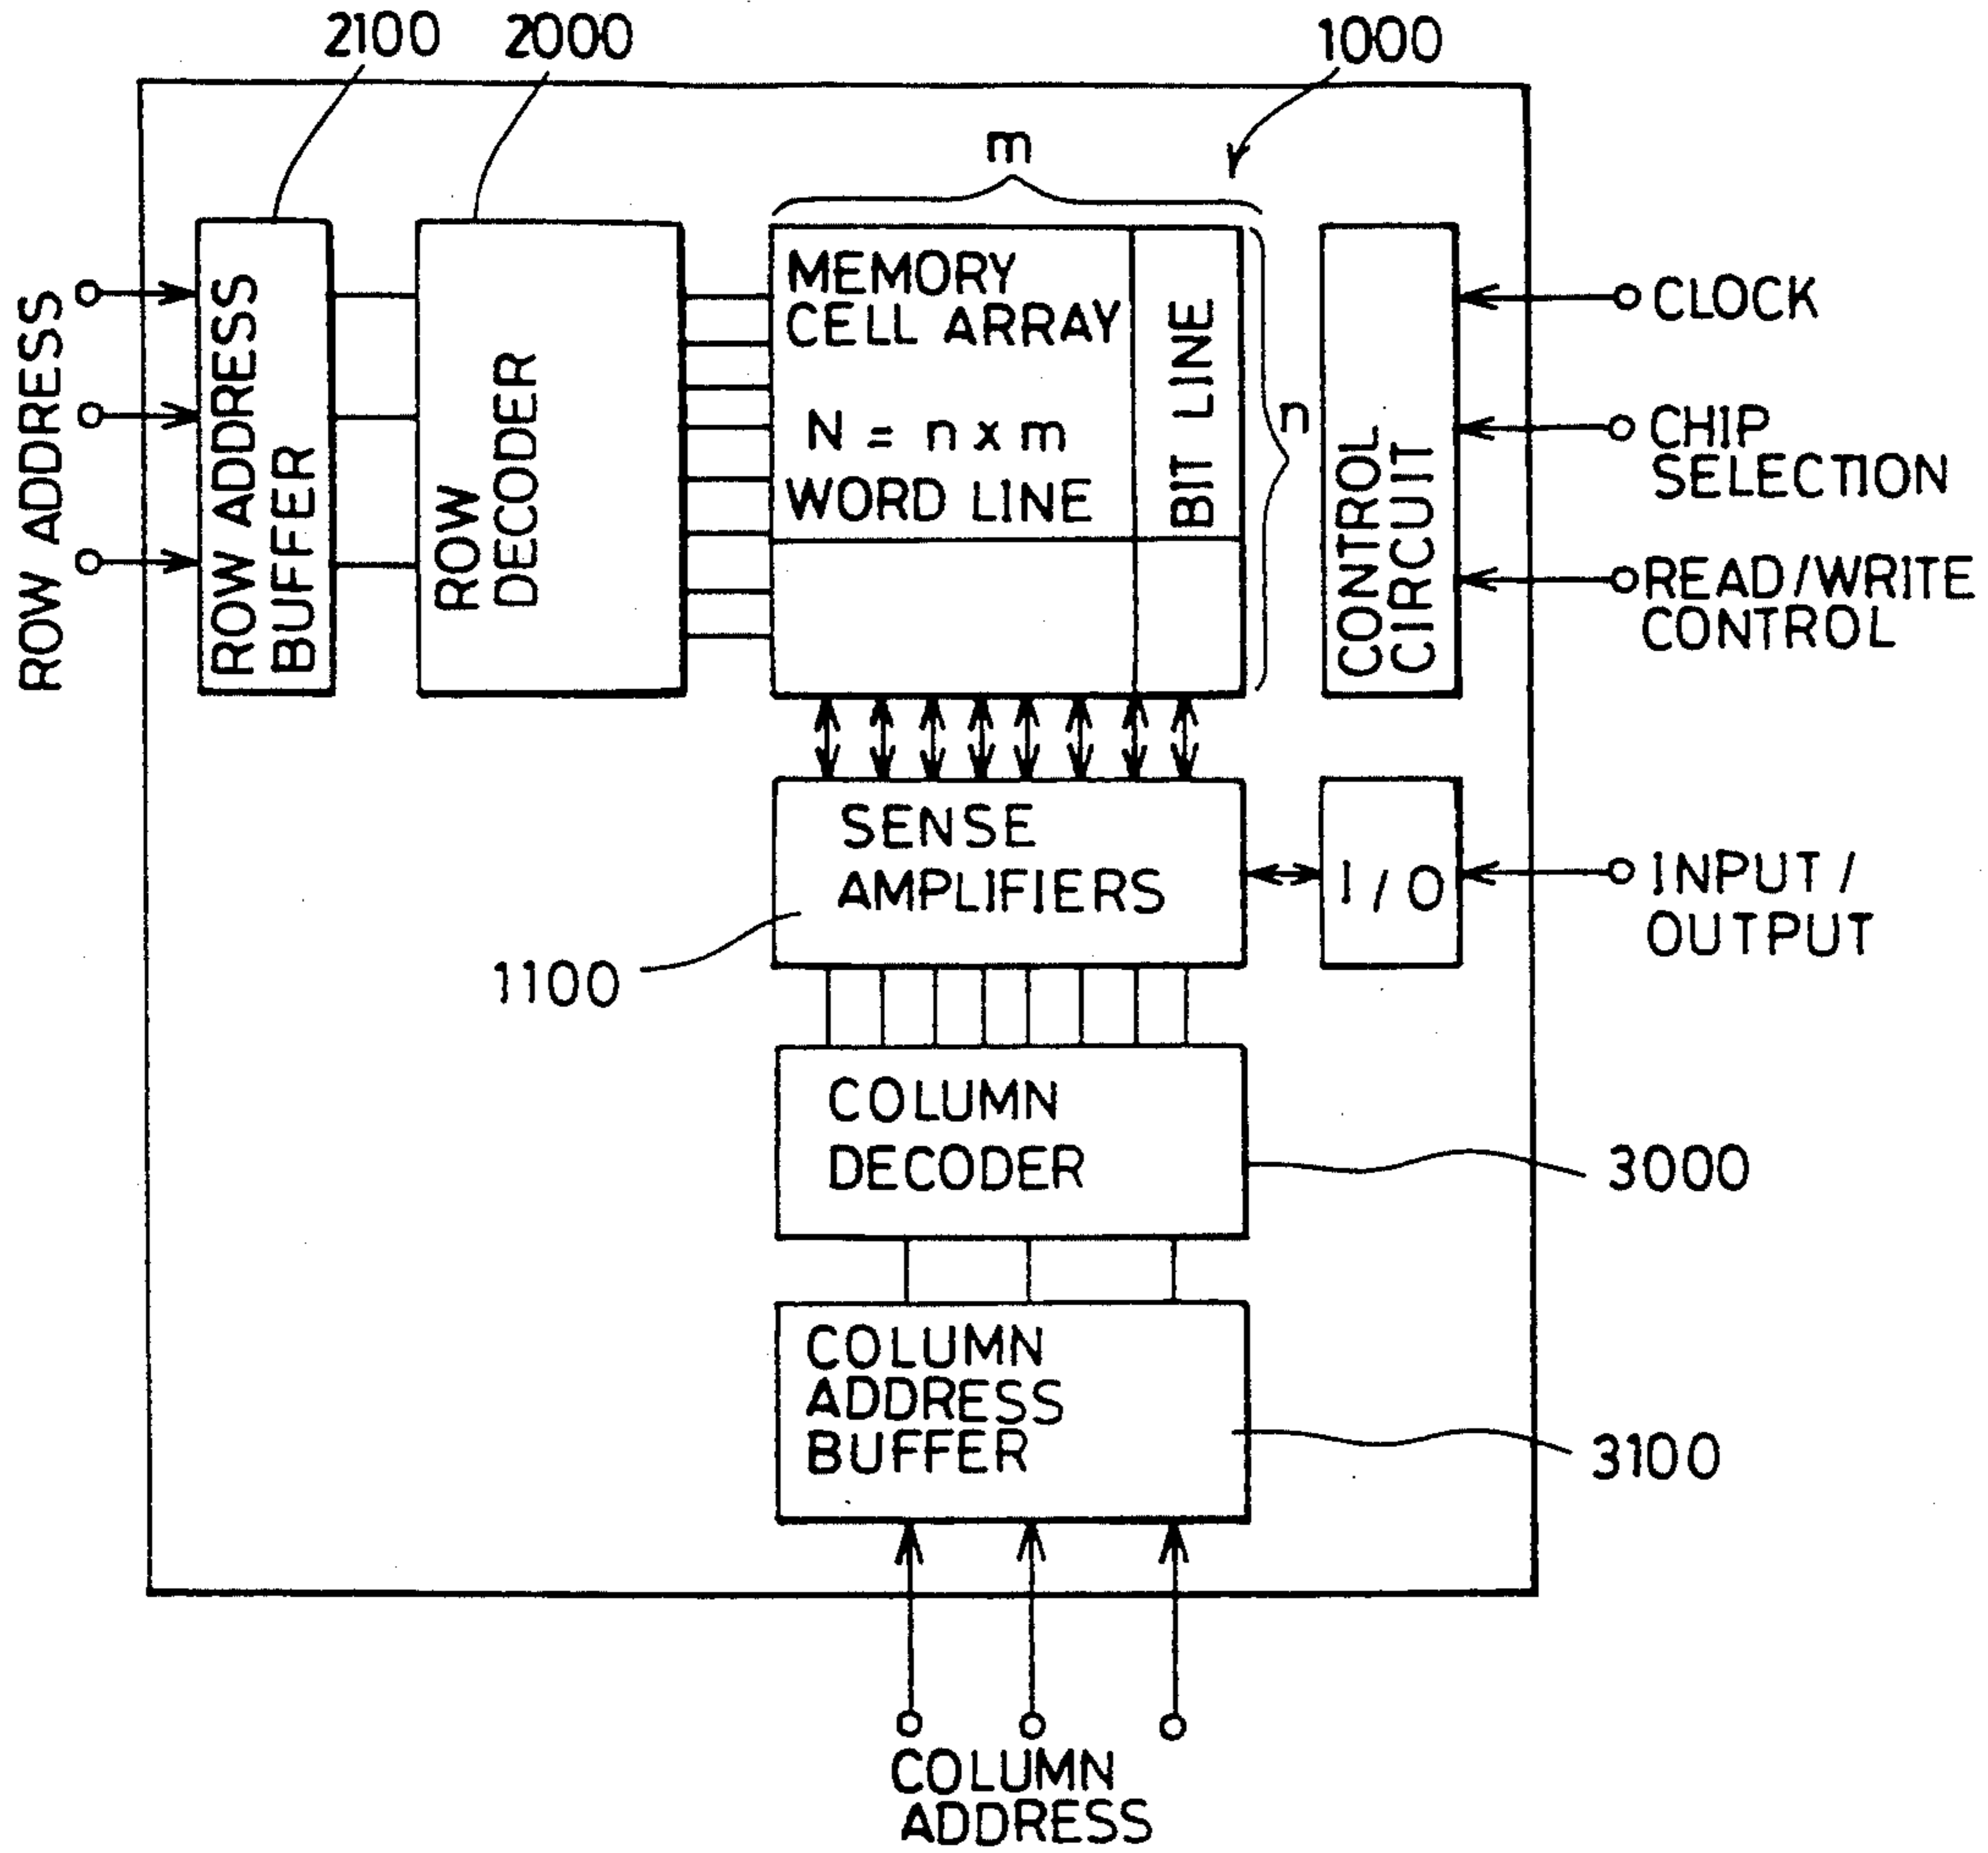 2100
2000
1000
m
ROW ADDRESS
ROW ADDRESS
BUFFER
ROW
DECODER
MEMORY
CELL ARRAY
N = n x m
WORD LINE
BIT LINE
n
CONTROL
CIRCUIT
CLOCK
CHIP
SELECTION
READ/WRITE
CONTROL
SENSE
AMPLIFIERS
I/O
INPUT/
OUTPUT
1100
COLUMN
DECODER
3000
COLUMN
ADDRESS
BUFFER
3100
COLUMN
ADDRESS